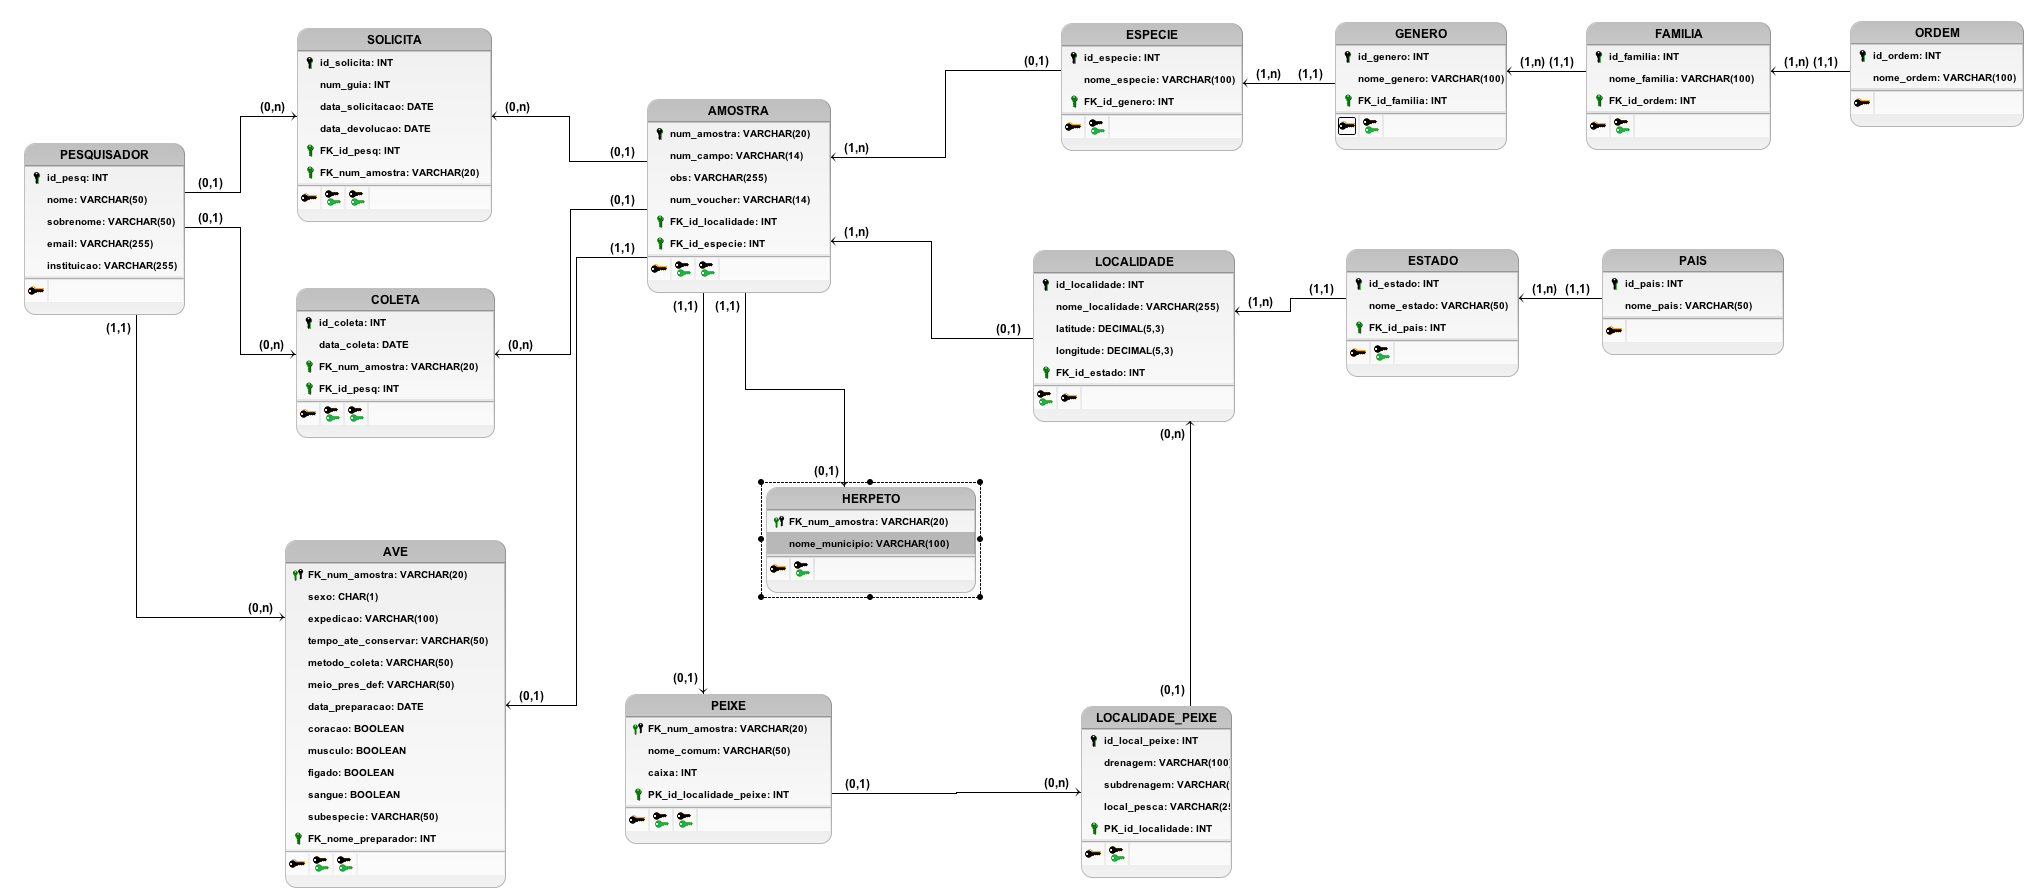 SOLICITA
id_solicita: INT
num_guia: INT
data_solicitacao: DATE
data_devolucao: DATE
FK_id_pesq: INT
FK_num_amostra: VARCHAR(20)
(0,n)
(0,n)
PESQUISADOR
id_pesq: INT
nome: VARCHAR(50)
sobrenome: VARCHAR(50)
email: VARCHAR(255)
instituicao: VARCHAR(255)
(0,1)
(0,1)
(1,1)
COLETA
id_coleta: INT
data_coleta: DATE
FK_num_amostra: VARCHAR(20)
FK_id_pesq: INT
(0,n)
(0,n)
AMOSTRA
num_amostra: VARCHAR(20)
num_campo: VARCHAR(14)
obs: VARCHAR(255)
num_voucher: VARCHAR(14)
FK_id_localidade: INT
FK_id_especie: INT
(0,1)
(0,1)
(1,1)
(1,1)
(1,1)
(1,n)
(1,n)
ESPECIE
id_especie: INT
nome_especie: VARCHAR(100)
FK_id_genero: INT
(0,1)
(1,n)
(1,1)
GENERO
id_genero: INT
nome_genero: VARCHAR(100)
FK_id_familia: INT
(1,n)
(1,1)
FAMILIA
id_familia: INT
nome_familia: VARCHAR(100)
FK_id_ordem: INT
(1,n)
(1,1)
ORDEM
id_ordem: INT
nome_ordem: VARCHAR(100)
LOCALIDADE
id_localidade: INT
nome_localidade: VARCHAR(255)
latitude: DECIMAL(5,3)
longitude: DECIMAL(5,3)
FK_id_estado: INT
(0,1)
(1,n)
(1,1)
(0,n)
ESTADO
id_estado: INT
nome_estado: VARCHAR(50)
FK_id_pais: INT
(1,n)
(1,1)
PAIS
id_pais: INT
nome_pais: VARCHAR(50)
(0,1)
HERPETO
FK_num_amostra: VARCHAR(20)
nome_municipio: VARCHAR(100)
AVE
FK_num_amostra: VARCHAR(20)
sexo: CHAR(1)
expedicao: VARCHAR(100)
tempo_ate_conservar: VARCHAR(50)
metodo_coleta: VARCHAR(50)
meio_pres_def: VARCHAR(50)
data_preparacao: DATE
coracao: BOOLEAN
musculo: BOOLEAN
figado: BOOLEAN
sangue: BOOLEAN
subespecie: VARCHAR(50)
FK_nome_preparador: INT
(0,n)
(0,1)
(0,1)
PEIXE
FK_num_amostra: VARCHAR(20)
nome_comum: VARCHAR(50)
caixa: INT
PK_id_localidade_peixe: INT
(0,1)
(0,n)
(0,1)
LOCALIDADE_PEIXE
id_local_peixe: INT
drenagem: VARCHAR(100
subdrenagem: VARCHAR(
local_pesca: VARCHAR(25
PK_id_localidade: INT